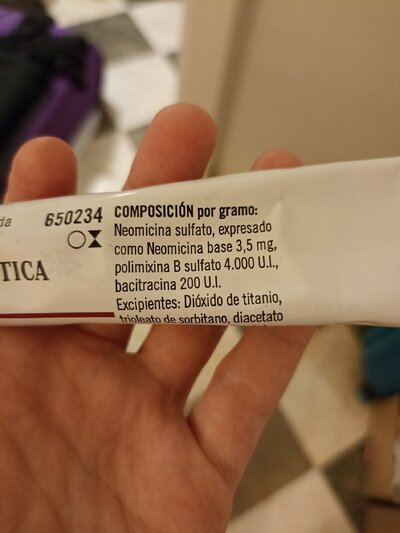 da
650234
TICA
COMPOSICIÓN por gramo:
Neomicina sulfato, expresado
como Neomicina base 3,5 mg,
polimixina B sulfato 4.000 U.I.,
bacitracina 200 U.I.
Excipientes: Dióxido de titanio,
trioleato de sorbitano, diacetato